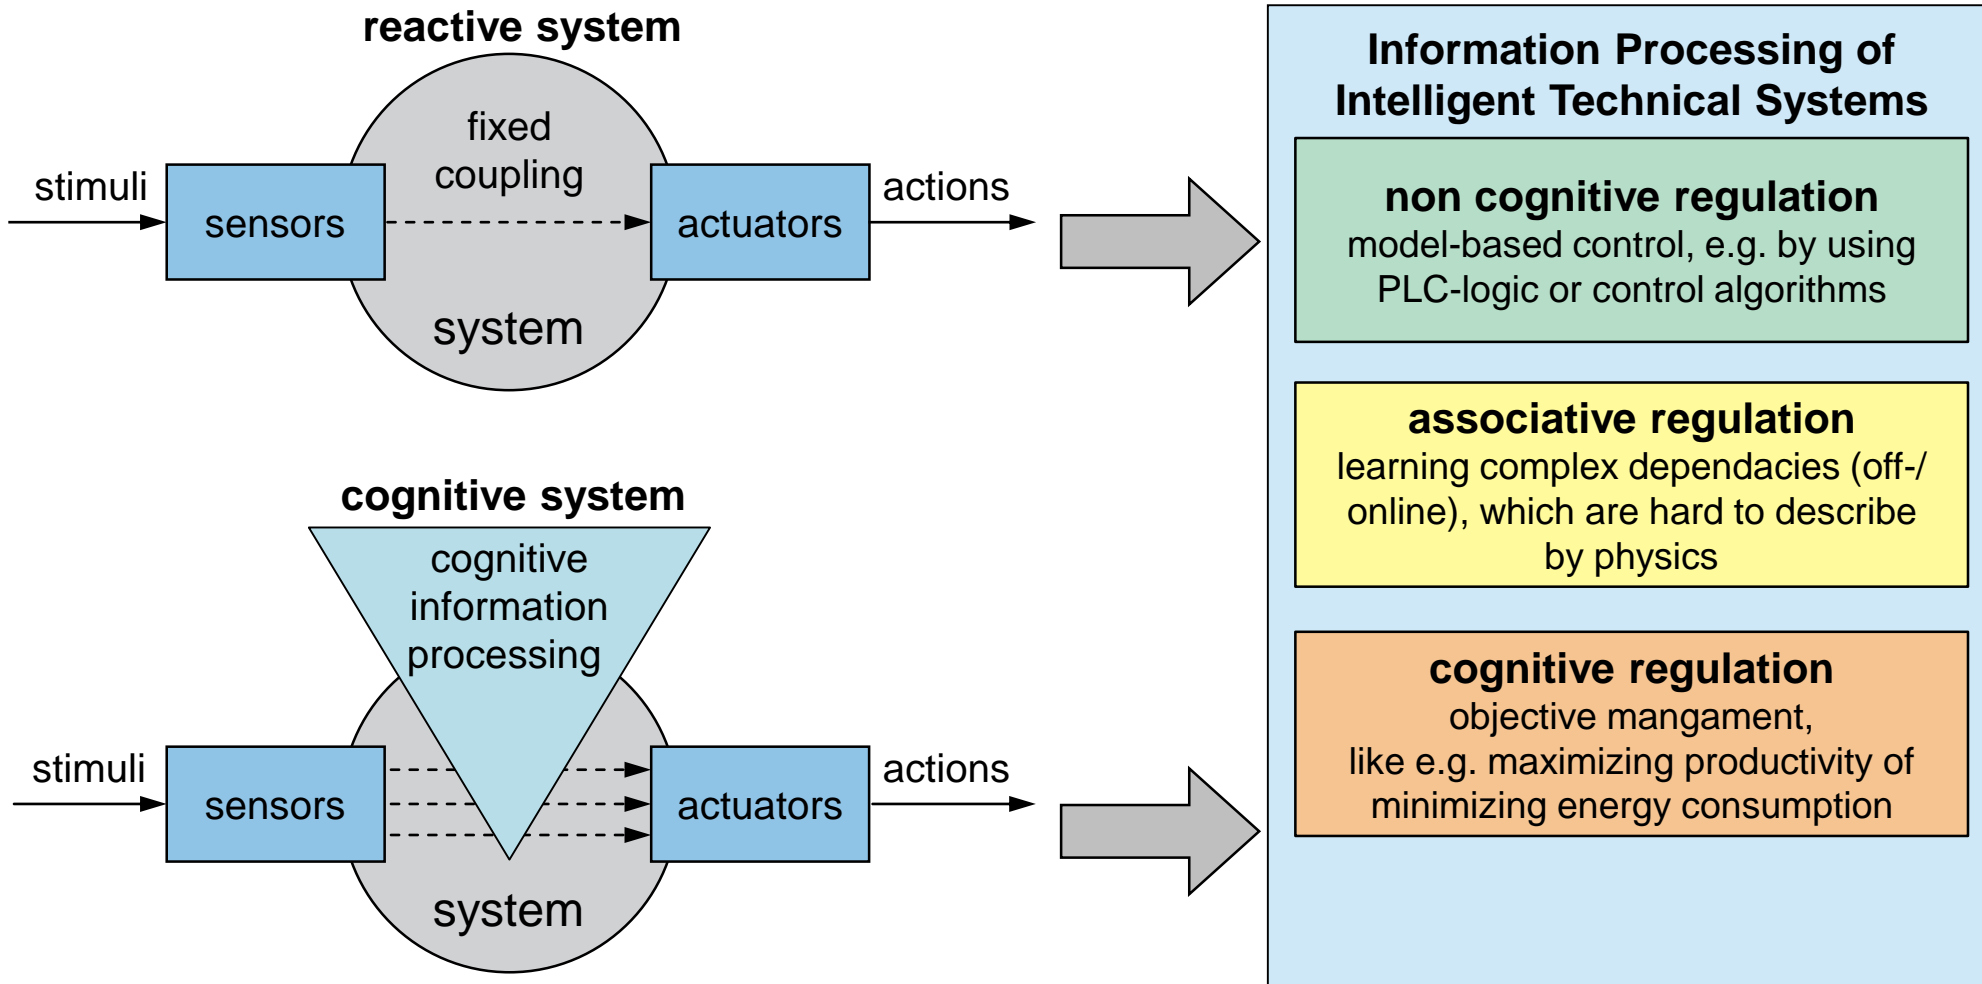 reactive system
fixed
coupling
stimuli
sensors
actuators
actions
system
cognitive system
cognitive
information
processing
stimuli
sensors
actuators
actions
system
Information Processing of
Intelligent Technical Systems
non cognitive regulation
model-based control, e.g. by using
PLC-logic or control algorithms
associative regulation
learning complex dependacies (off-/
online), which are hard to describe
by physics
cognitive regulation
objective mangament,
like e.g. maximizing productivity of
minimizing energy consumption